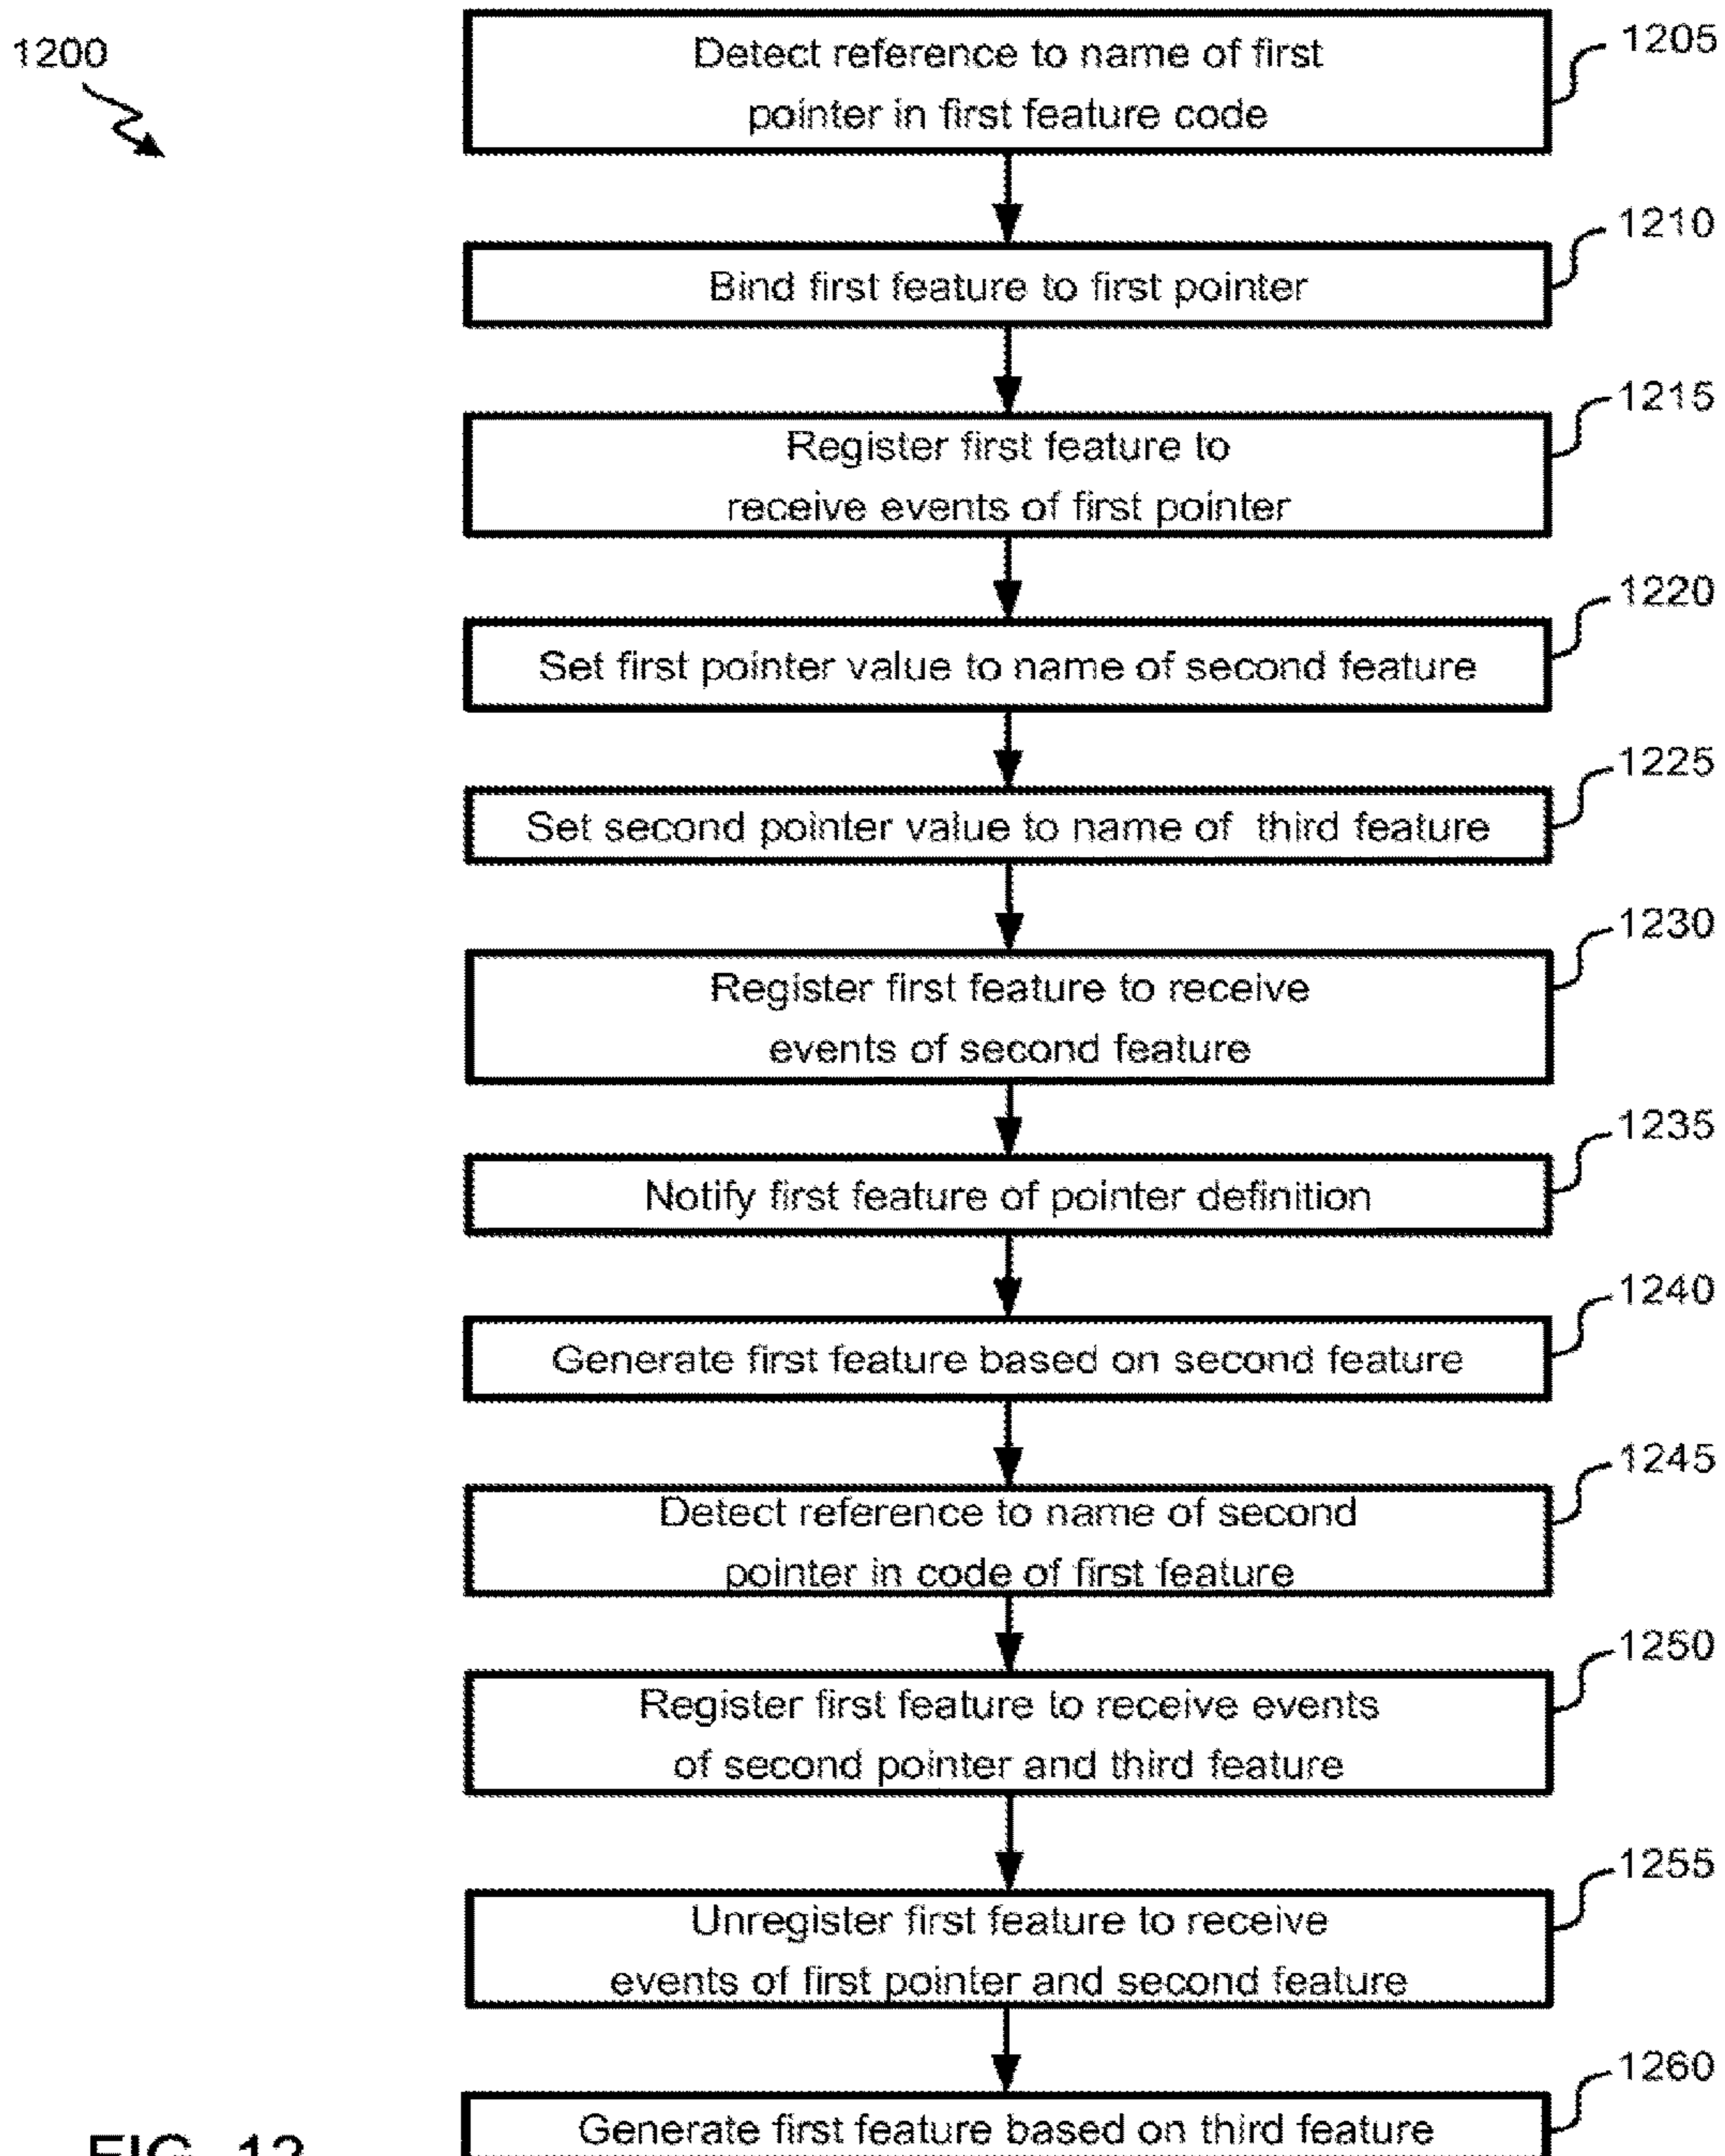 1200
Detect reference to name of first
pointer in first feature code
1205
Bind first feature to first pointer
1210
Register first feature to
receive events of first pointer
1215
Set first pointer value to name of second feature
1220
Set second pointer value to name of third feature
1225
Register first feature to receive
events of second feature
1230
Notify first feature of pointer definition
1235
Generate first feature based on second feature
1240
Detect reference to name of second
pointer in code of first feature
1245
Register first feature to receive events
of second pointer and third feature
1250
Unregister first feature to receive
events of first pointer and second feature
1255
Generate first feature based on third feature
1260
FIG. 12